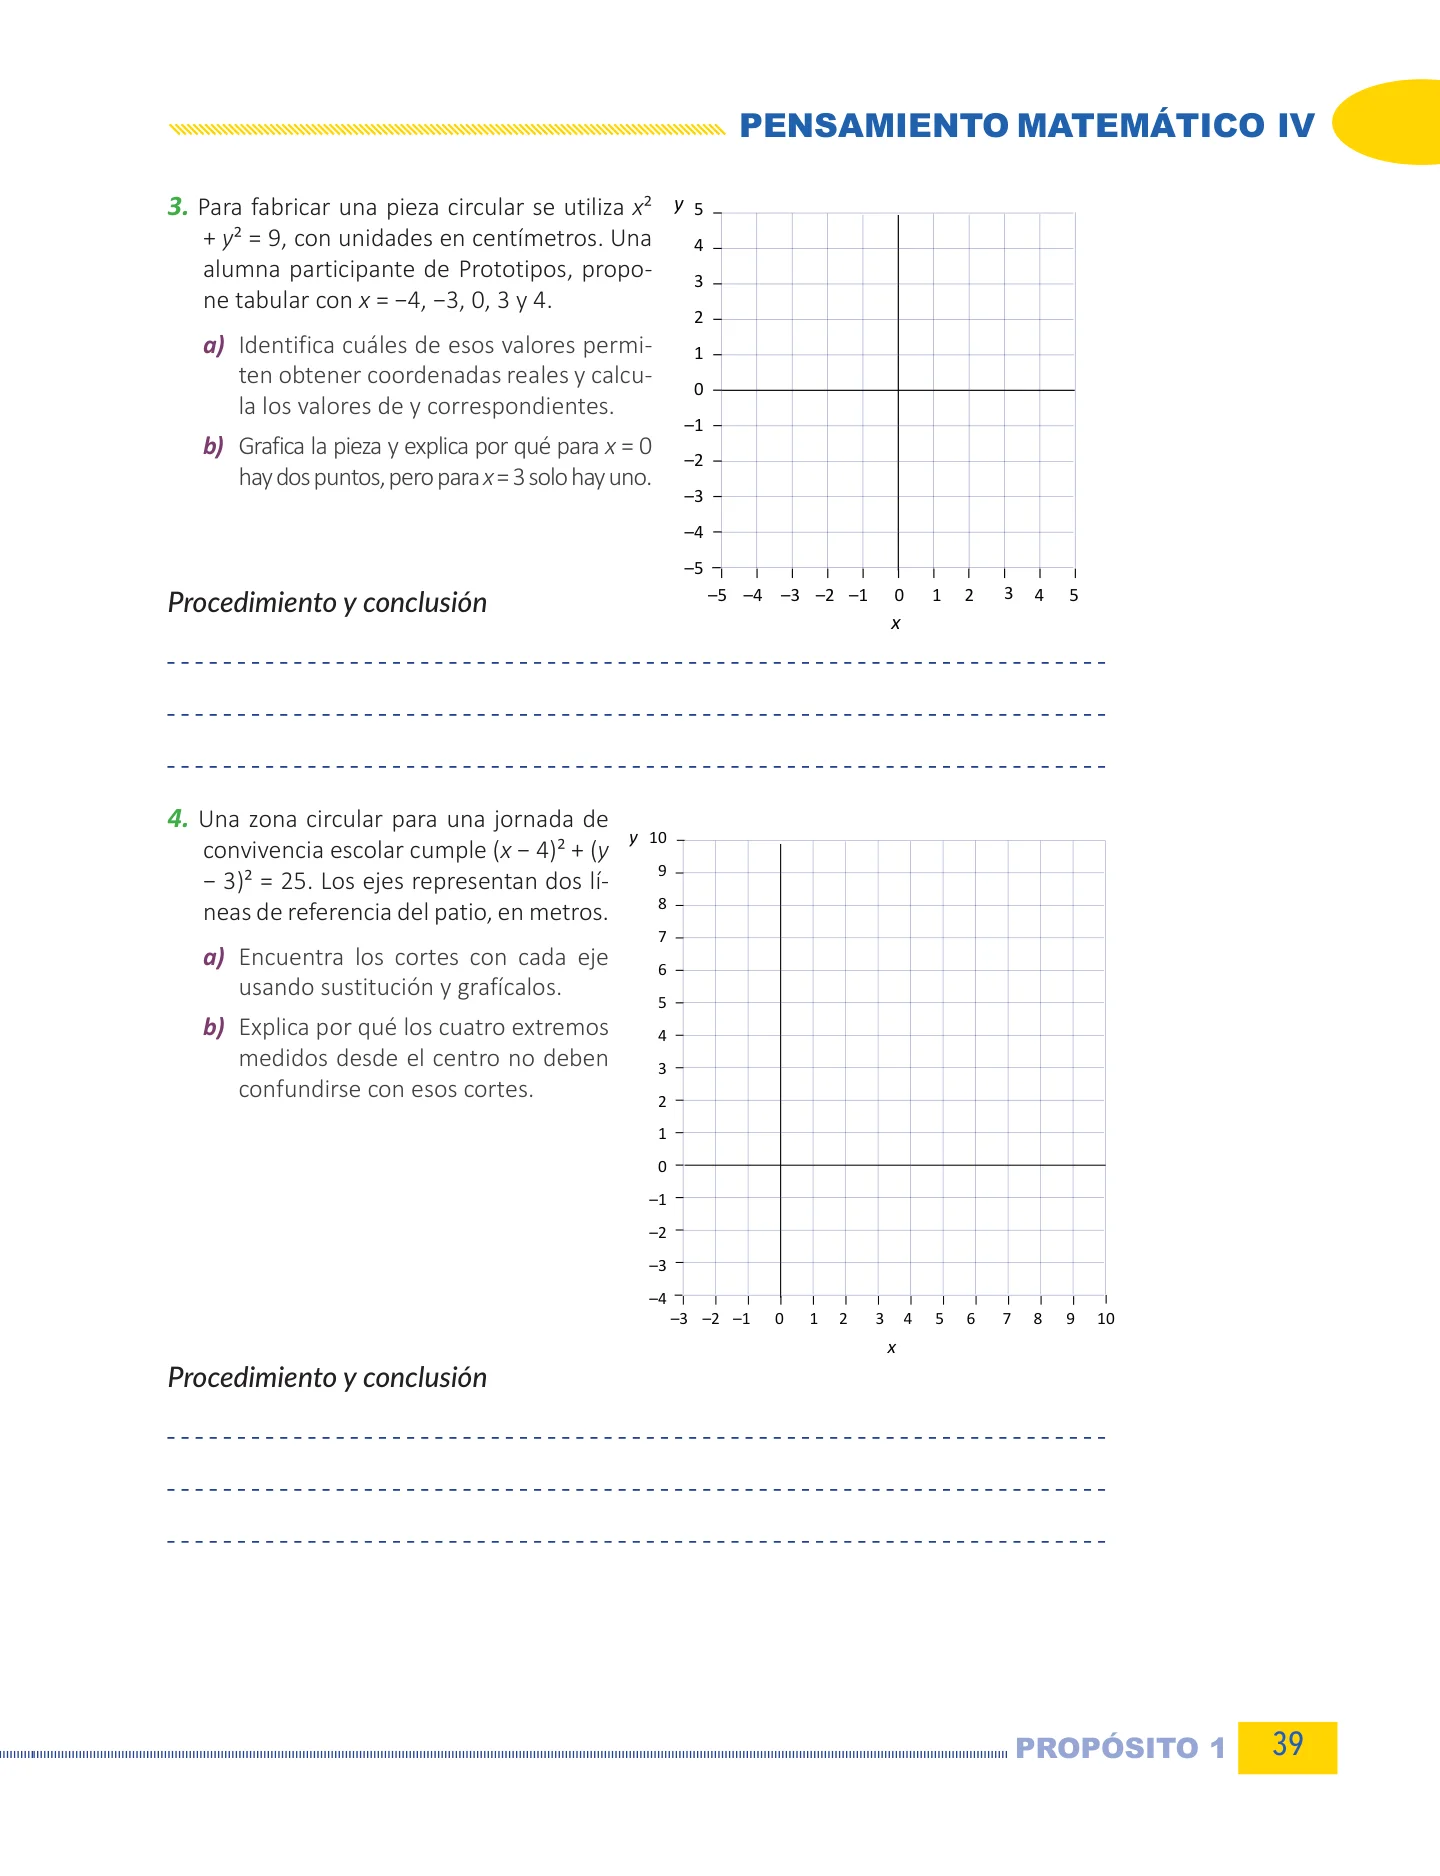 PENSAMIENTO MATEMÁTICO IV
3. Para fabricar una pieza circular se utiliza x²
+ y² = 9, con unidades en centímetros. Una
alumna participante de Prototipos, propo-
ne tabular con x = −4, −3, 0, 3 y 4.
a) Identifica cuáles de esos valores permi-
ten obtener coordenadas reales y calcu-
la los valores de y correspondientes.
b) Grafica la pieza y explica por qué para x = 0
hay dos puntos, pero para x = 3 solo hay uno.
y 5
4
3
2
1
0
−1
−2
−3
−4
−5
−5 −4 −3 −2 −1 0 1 2 3 4 5
x
Procedimiento y conclusión
4. Una zona circular para una jornada de
convivencia escolar cumple (x − 4)² + (y
− 3)² = 25. Los ejes representan dos lí-
neas de referencia del patio, en metros.
a) Encuentra los cortes con cada eje
usando sustitución y grafícalos.
b) Explica por qué los cuatro extremos
medidos desde el centro no deben
confundirse con esos cortes.
y 10
9
8
7
6
5
4
3
2
1
0
−1
−2
−3
−4
−3 −2 −1 0 1 2 3 4 5 6 7 8 9 10
x
Procedimiento y conclusión
PROPÓSITO 1 39